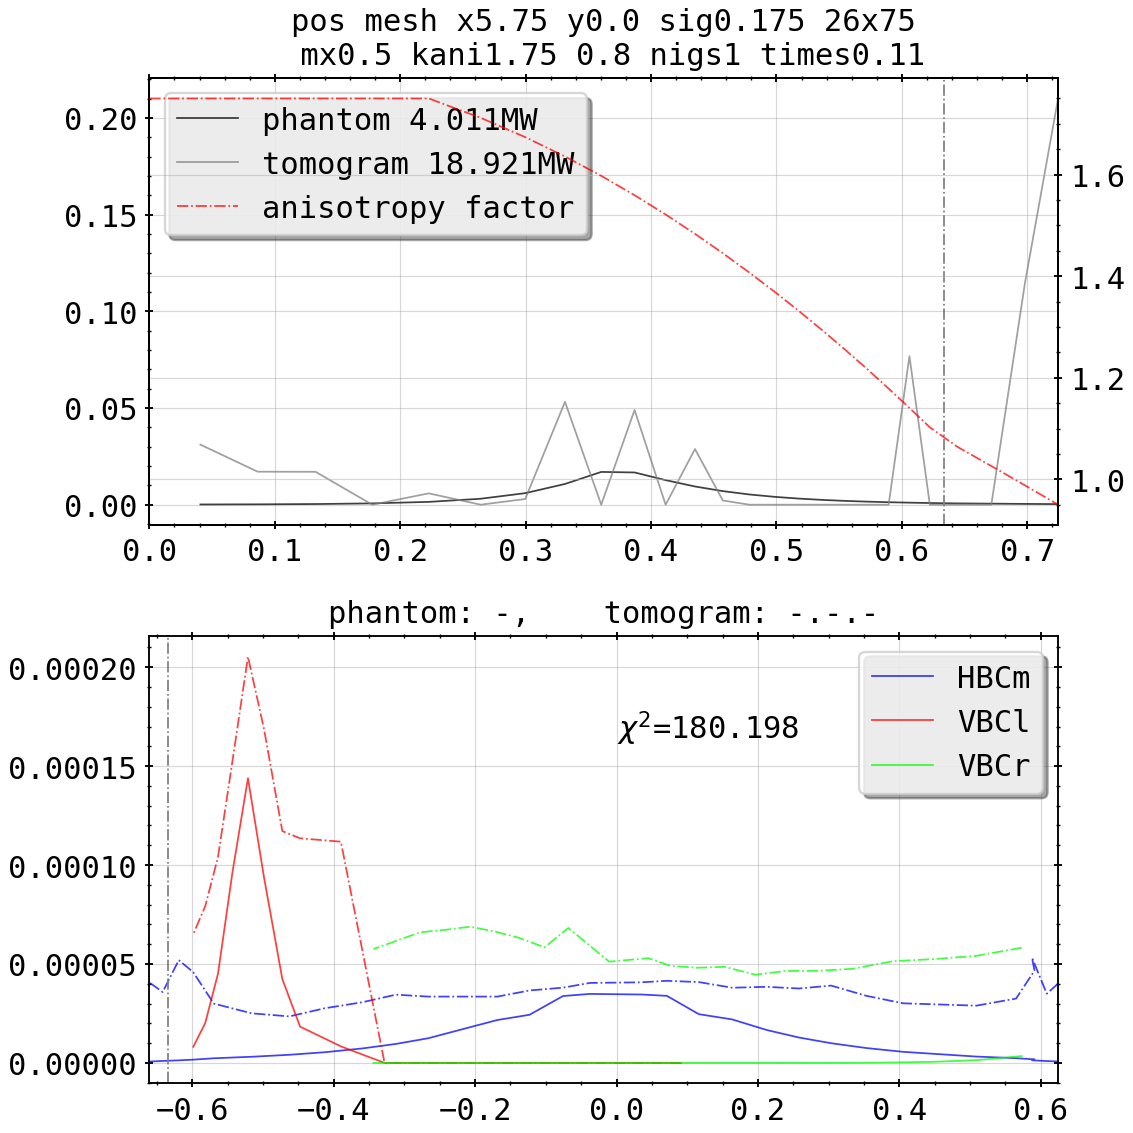 pos mesh x5.75 y0.0 sig0.175 26x75
mx0.5 kani1.75 0.8 nigs1 times0.11
phantom 4.011MW
tomogram 18.921MW
anisotropy factor
0.20
0.15
0.10
0.05
0.00
1.6
1.4
1.2
1.0
0.0 0.1 0.2 0.3 0.4 0.5 0.6 0.7
phantom: -, tomogram: -.-.-
HBCm
VBCl
VBCr
χ²=180.198
0.00020
0.00015
0.00010
0.00005
0.00000
−0.6 −0.4 −0.2 0.0 0.2 0.4 0.6